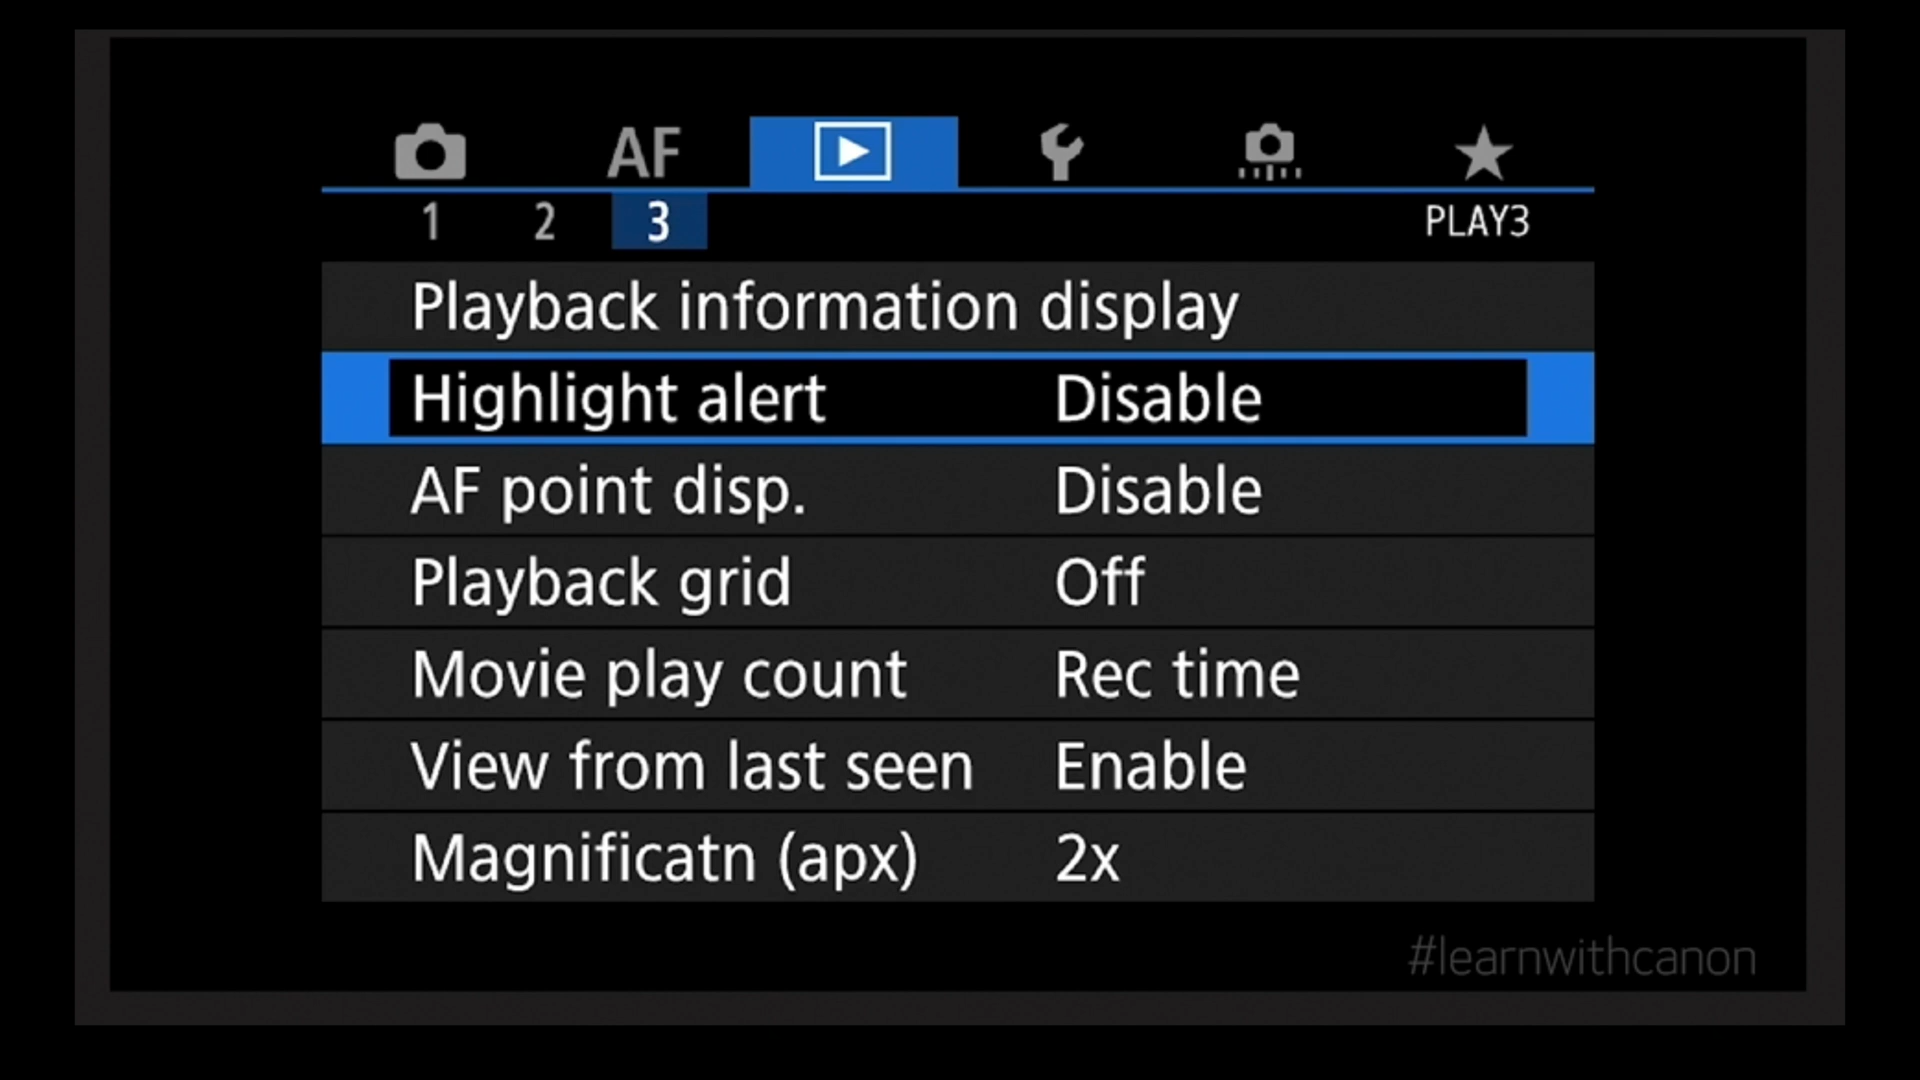 AF
1 2 3 PLAY3
Playback information display
Highlight alert Disable
AF point disp. Disable
Playback grid Off
Movie play count Rec time
View from last seen Enable
Magnificatn (apx) 2x
#learnwithcanon